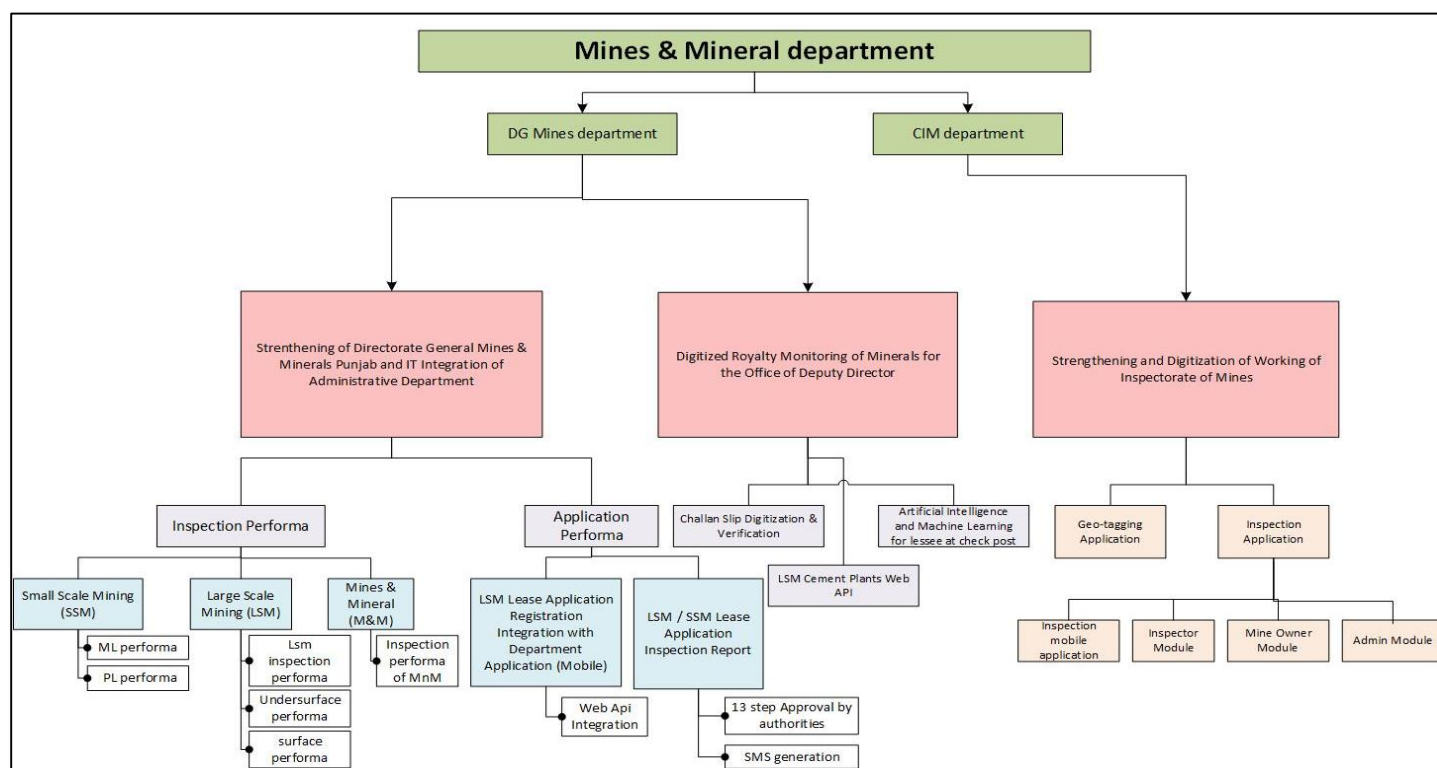 Mines & Mineral department
DG Mines department
CIM department
Strenthening of Directorate General Mines &
Minerals Punjab and IT Integration of
Administrative Department
Digitized Royalty Monitoring of Minerals for
the Office of Deputy Director
Strengthening and Digitization of Working of
Inspectorate of Mines
Inspection Performa
Application
Performa
Challan Slip Digitization &
Verification
Artificial Intelligence
and Machine Learning
for lessee at check post
Geo-tagging
Application
Inspection
Application
LSM Cement Plants Web
API
Small Scale Mining
(SSM)
Large Scale
Mining (LSM)
Mines &
Mineral
(M&M)
LSM Lease Application
Registration
Integration with
Department
Application (Mobile)
LSM / SSM Lease
Application
Inspection Report
Inspection
mobile
application
Inspector
Module
Mine Owner
Module
Admin Module
ML performa
PL performa
Lsm
inspection
performa
Undersurface
performa
surface
performa
Inspection
performa
of MnM
Web Api
Integration
13 step Approval by
authorities
SMS generation